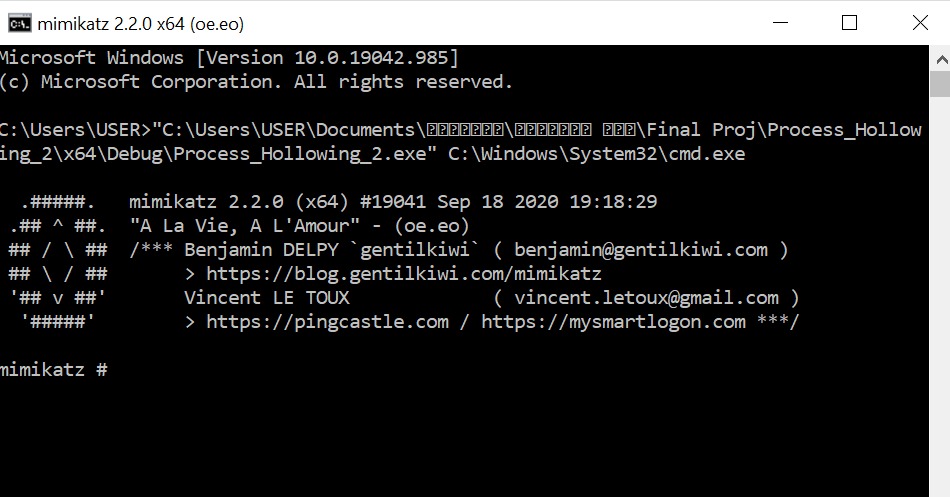 mimikatz 2.2.0 x64 (oe.eo)
Microsoft Windows [Version 10.0.19042.985]
(c) Microsoft Corporation. All rights reserved.
C:\Users\USER>"C:\Users\USER\Documents\⍰⍰⍰⍰⍰⍰⍰\⍰⍰⍰⍰⍰⍰⍰ ⍰⍰⍰\Final Proj\Process_Hollow
ing_2\x64\Debug\Process_Hollowing_2.exe" C:\Windows\System32\cmd.exe
.#####.   mimikatz 2.2.0 (x64) #19041 Sep 18 2020 19:18:29
.## ^ ##.  "A La Vie, A L'Amour" - (oe.eo)
## / \ ##  /*** Benjamin DELPY `gentilkiwi` ( benjamin@gentilkiwi.com )
## \ / ##       > https://blog.gentilkiwi.com/mimikatz
'## v ##'       Vincent LE TOUX             ( vincent.letoux@gmail.com )
'#####'        > https://pingcastle.com / https://mysmartlogon.com ***/
mimikatz #